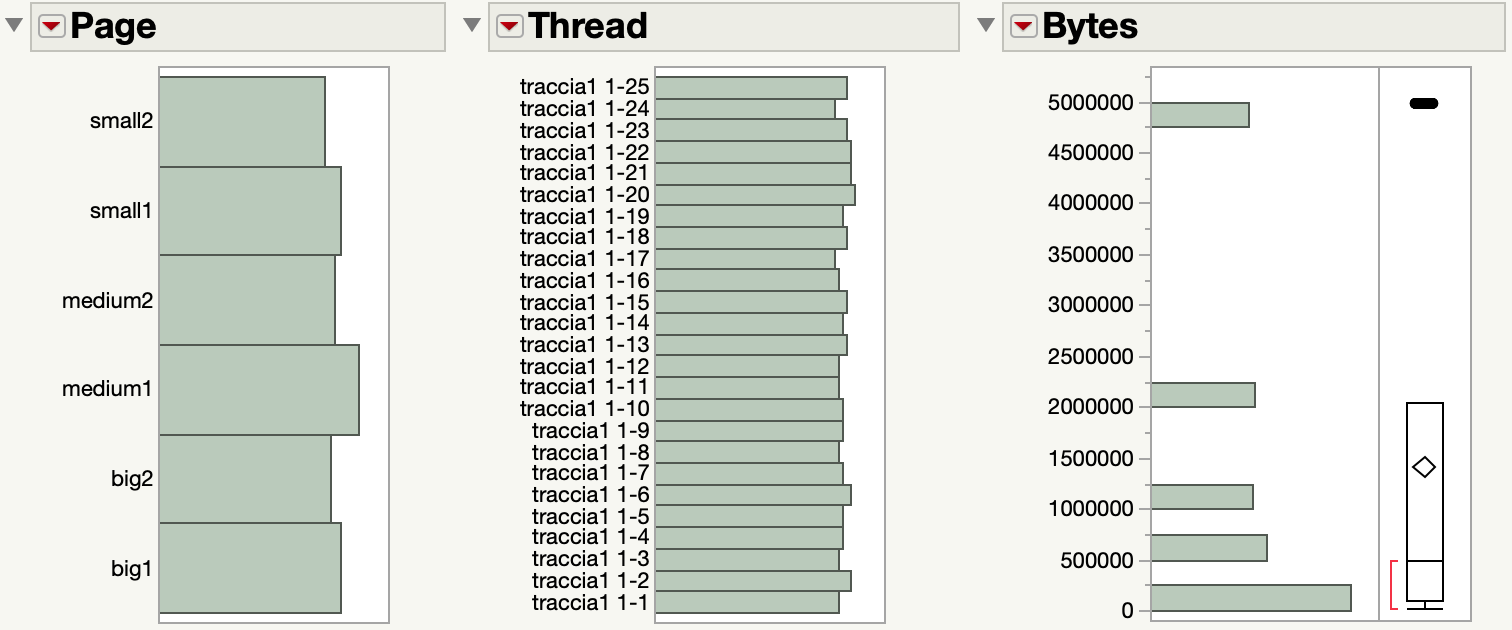 Page
small2
small1
medium2
medium1
big2
big1
Thread
traccia1 1-25
traccia1 1-24
traccia1 1-23
traccia1 1-22
traccia1 1-21
traccia1 1-20
traccia1 1-19
traccia1 1-18
traccia1 1-17
traccia1 1-16
traccia1 1-15
traccia1 1-14
traccia1 1-13
traccia1 1-12
traccia1 1-11
traccia1 1-10
traccia1 1-9
traccia1 1-8
traccia1 1-7
traccia1 1-6
traccia1 1-5
traccia1 1-4
traccia1 1-3
traccia1 1-2
traccia1 1-1
Bytes
5000000
4500000
4000000
3500000
3000000
2500000
2000000
1500000
1000000
500000
0